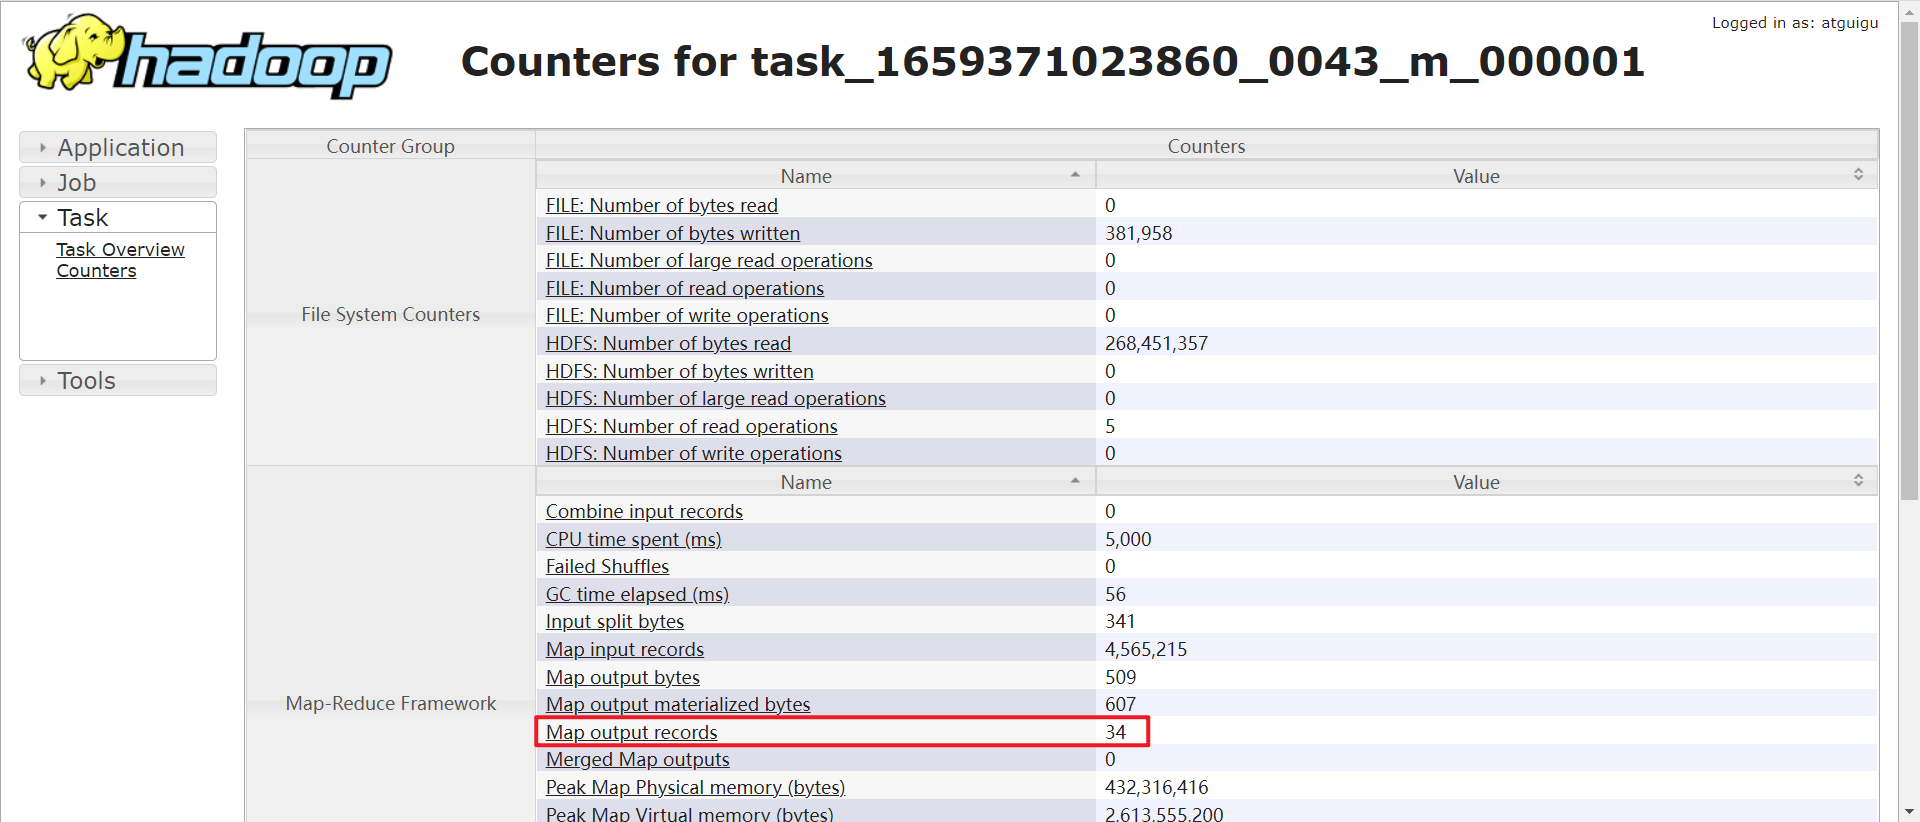 Logged in as: atguigu
hadoop
Counters for task_1659371023860_0043_m_000001
Application
Job
Task
Task Overview
Counters
Tools
Counter Group Counters
File System Counters
Name Value
FILE: Number of bytes read 0
FILE: Number of bytes written 381,958
FILE: Number of large read operations 0
FILE: Number of read operations 0
FILE: Number of write operations 0
HDFS: Number of bytes read 268,451,357
HDFS: Number of bytes written 0
HDFS: Number of large read operations 0
HDFS: Number of read operations 5
HDFS: Number of write operations 0
Map-Reduce Framework
Name Value
Combine input records 0
CPU time spent (ms) 5,000
Failed Shuffles 0
GC time elapsed (ms) 56
Input split bytes 341
Map input records 4,565,215
Map output bytes 509
Map output materialized bytes 607
Map output records 34
Merged Map outputs 0
Peak Map Physical memory (bytes) 432,316,416
Peak Map Virtual memory (bytes) 2,613,555,200